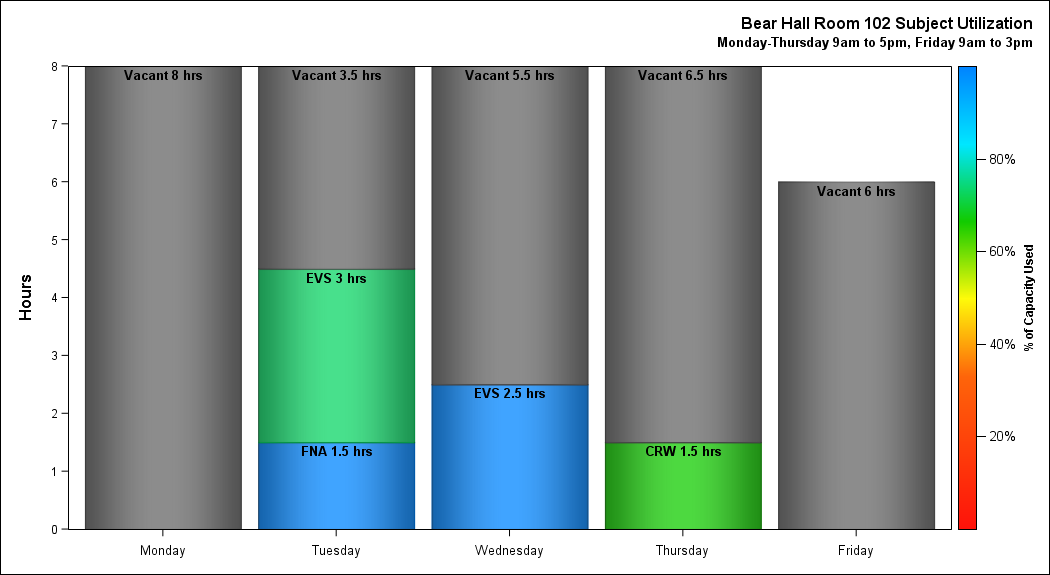 Bear Hall Room 102 Subject Utilization
Monday-Thursday 9am to 5pm, Friday 9am to 3pm
Hours
8
7
6
5
4
3
2
1
0
Vacant 8 hrs
Vacant 3.5 hrs
EVS 3 hrs
FNA 1.5 hrs
Vacant 5.5 hrs
EVS 2.5 hrs
Vacant 6.5 hrs
CRW 1.5 hrs
Vacant 6 hrs
Monday
Tuesday
Wednesday
Thursday
Friday
80%
60%
40%
20%
% of Capacity Used